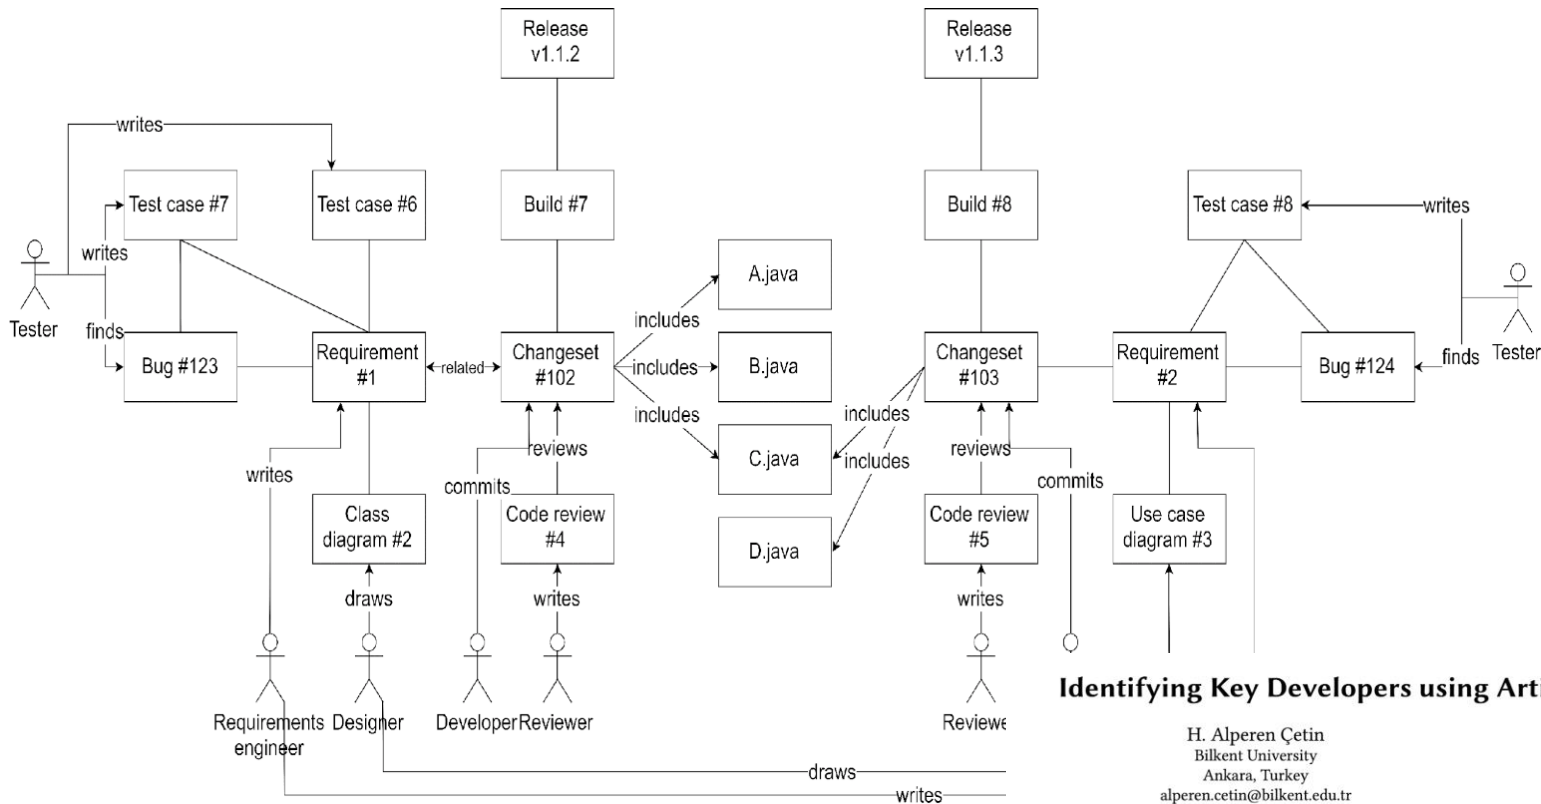 Release
v1.1.2
Release
v1.1.3
writes
Test case #7
Test case #6
Build #7
Build #8
Test case #8
writes
writes
A.java
Tester
finds
includes
Tester
finds
Bug #123
Requirement
#1
related
Changeset
#102
includes
B.java
Changeset
#103
Requirement
#2
Bug #124
includes
includes
reviews
C.java
includes
reviews
writes
commits
commits
Class
diagram #2
Code review
#4
D.java
Code review
#5
Use case
diagram #3
draws
writes
writes
Requirements
engineer
Designer
Developer
Reviewer
Reviewe
draws
writes
Identifying Key Developers using Arti
H. Alperen Çetin
Bilkent University
Ankara, Turkey
alperen.cetin@bilkent.edu.tr